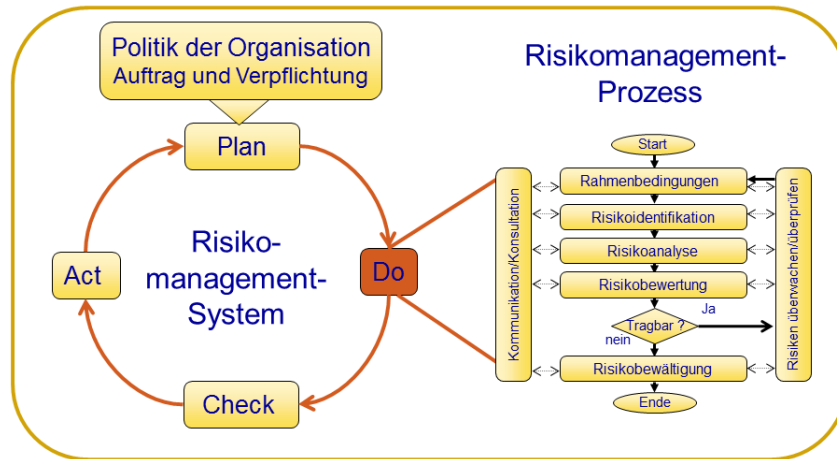 Politik der Organisation
Auftrag und Verpflichtung
Plan
Do
Check
Act
Risiko-
management-
System
Risikomanagement-
Prozess
Start
Kommunikation/Konsultation
Rahmenbedingungen
Risikoidentifikation
Risikoanalyse
Risikobewertung
Tragbar ?
Ja
nein
Risikobewältigung
Ende
Risiken überwachen/überprüfen